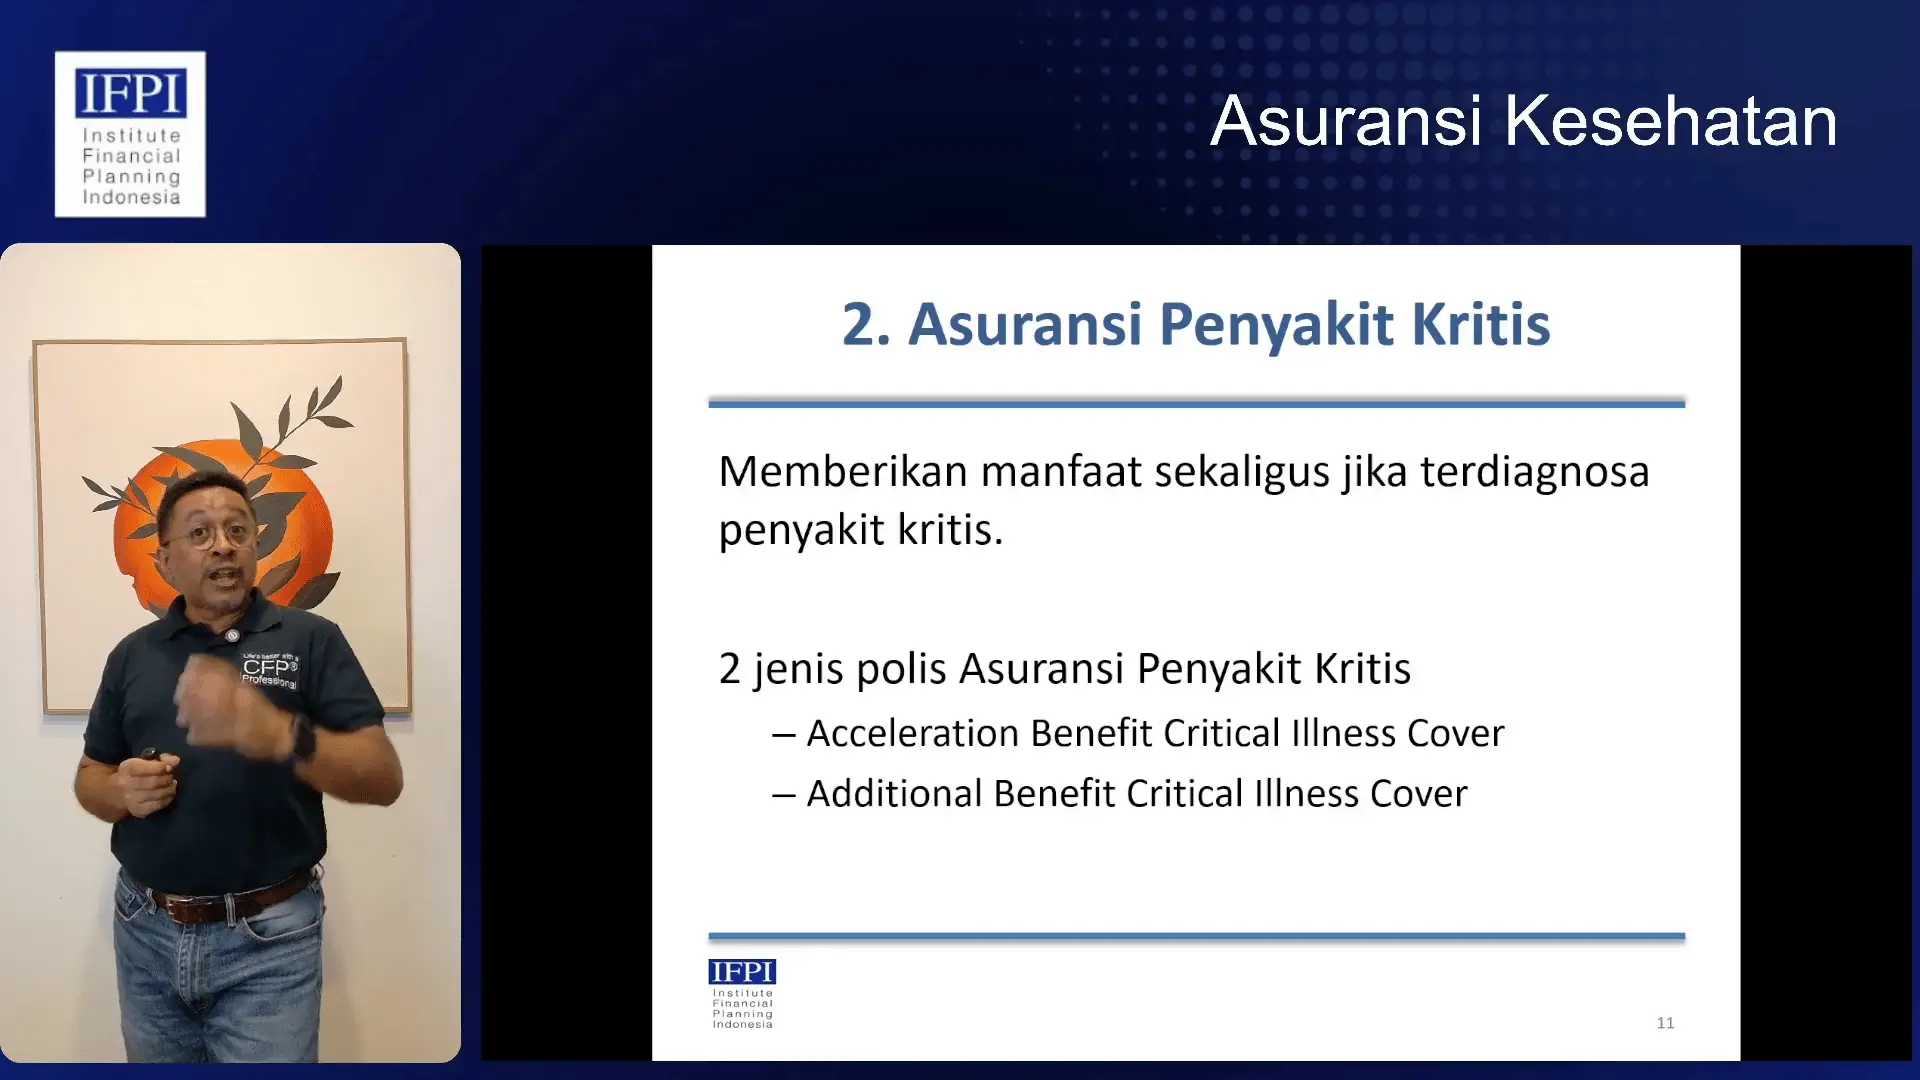 IFPI
Institute
Financial
Planning
Indonesia
Asuransi Kesehatan
Life's better with a
CFP®
Professional
2. Asuransi Penyakit Kritis
Memberikan manfaat sekaligus jika terdiagnosa
penyakit kritis.
2 jenis polis Asuransi Penyakit Kritis
– Acceleration Benefit Critical Illness Cover
– Additional Benefit Critical Illness Cover
IFPI
Institute
Financial
Planning
Indonesia
11